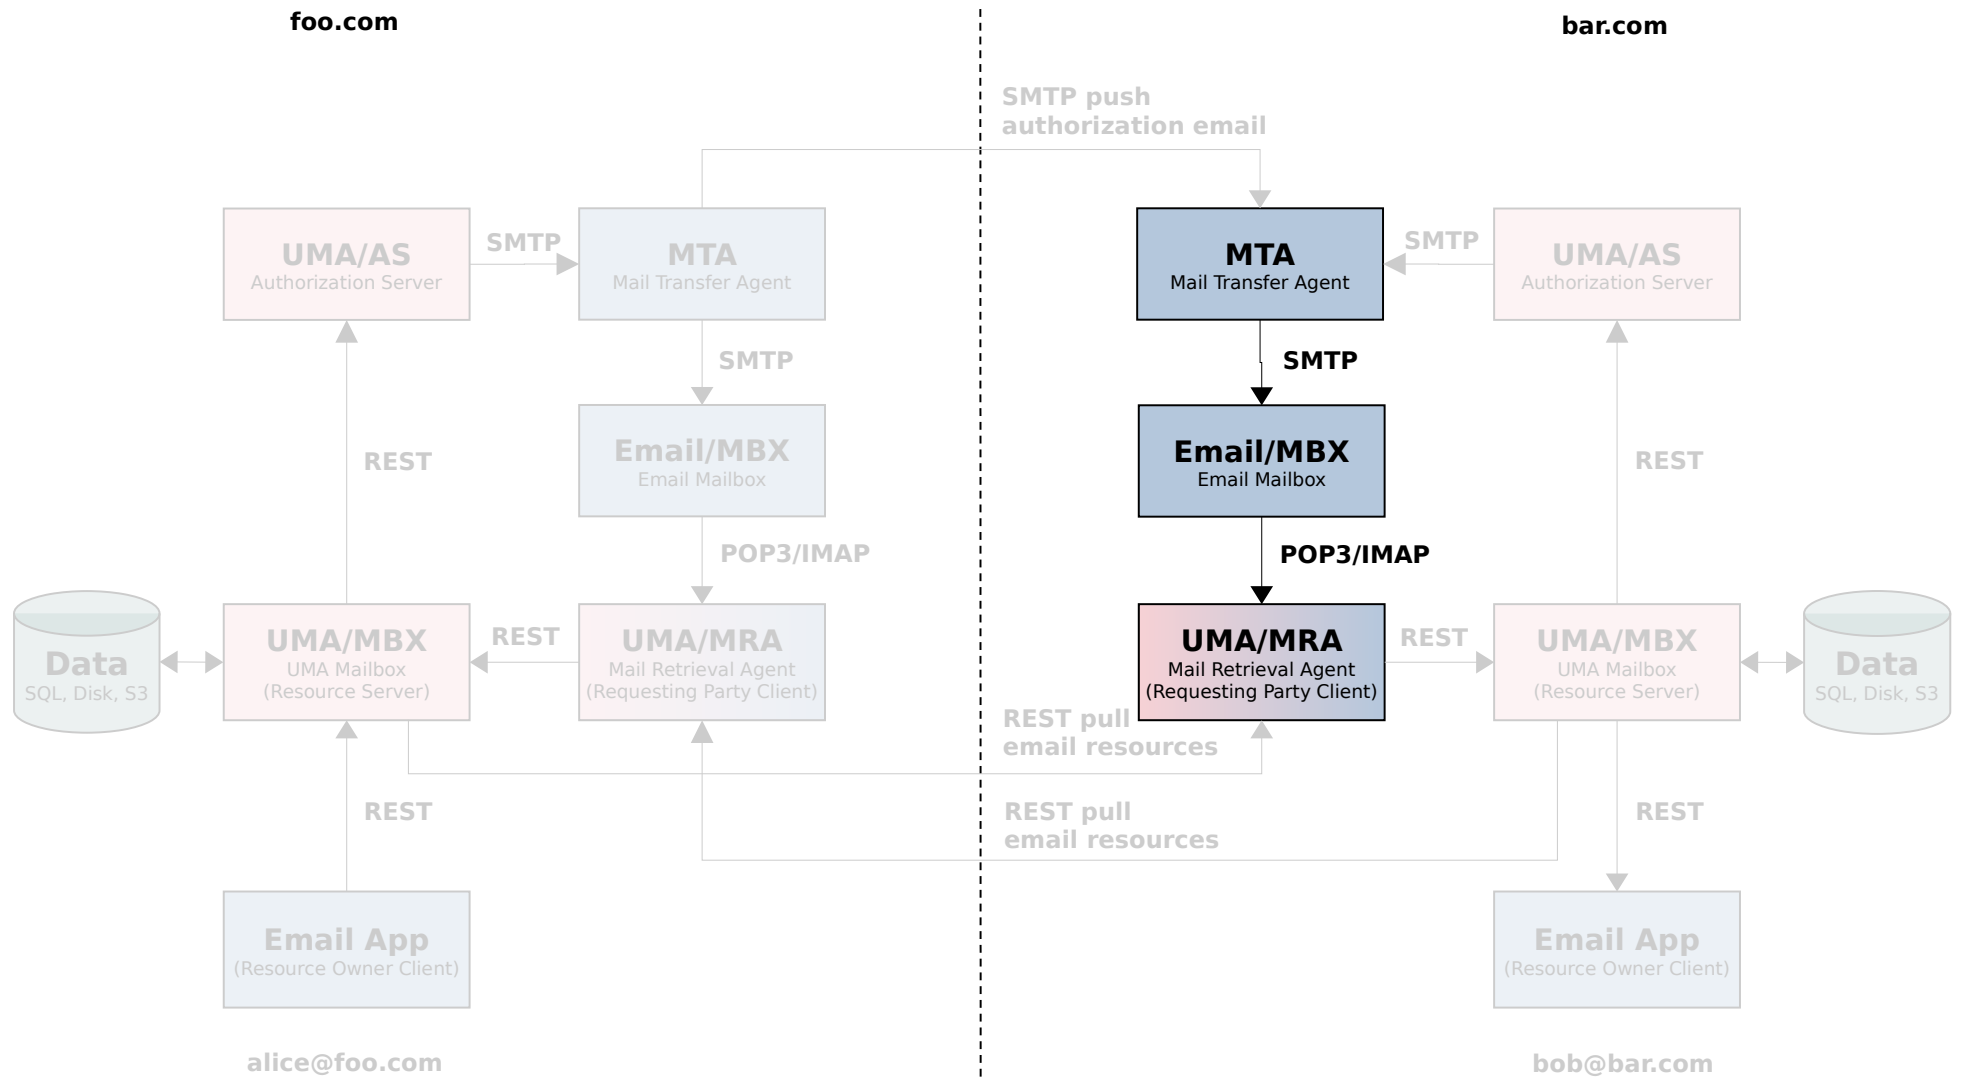 foo.com
bar.com
SMTP push
authorization email
UMA/AS
Authorization Server
SMTP
MTA
Mail Transfer Agent
MTA
Mail Transfer Agent
SMTP
UMA/AS
Authorization Server
SMTP
SMTP
REST
Email/MBX
Email Mailbox
Email/MBX
Email Mailbox
REST
POP3/IMAP
POP3/IMAP
Data
SQL, Disk, S3
UMA/MBX
UMA Mailbox
(Resource Server)
REST
UMA/MRA
Mail Retrieval Agent
(Requesting Party Client)
UMA/MRA
Mail Retrieval Agent
(Requesting Party Client)
REST
UMA/MBX
UMA Mailbox
(Resource Server)
Data
SQL, Disk, S3
REST pull
email resources
REST
REST pull
email resources
REST
Email App
(Resource Owner Client)
Email App
(Resource Owner Client)
alice@foo.com
bob@bar.com